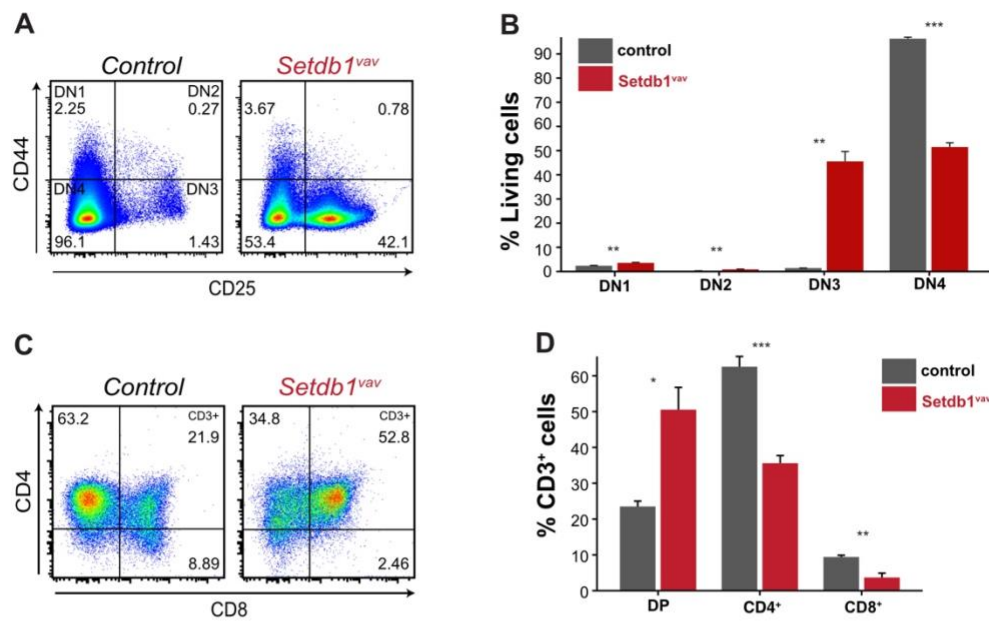 A
Control
Setdb1vav
DN1
2.25
DN2
0.27
3.67
0.78
DN4
96.1
DN3
1.43
53.4
42.1
CD44
CD25
B
control
Setdb1vav
% Living cells
90
80
70
60
50
40
30
20
10
0
**
**
**
***
DN1 DN2 DN3 DN4
C
Control
Setdb1vav
63.2
CD3+
21.9
8.89
34.8
CD3+
52.8
2.46
CD4
CD8
D
control
Setdb1vav
% CD3+ cells
60
50
40
30
20
10
0
*
***
**
DP CD4+ CD8+